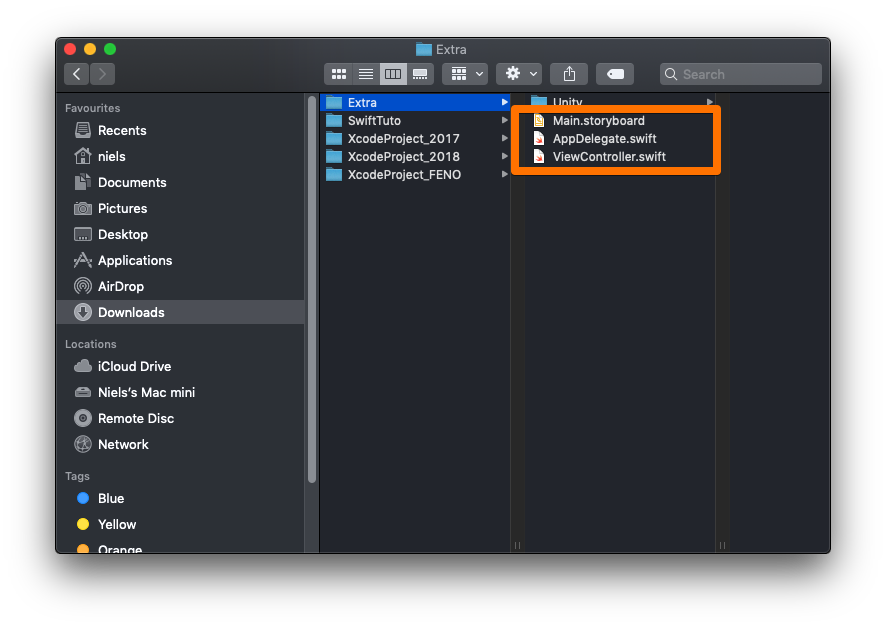 Extra
Search
Favourites
Recents
niels
Documents
Pictures
Desktop
Applications
AirDrop
Downloads
Locations
iCloud Drive
Niels's Mac mini
Remote Disc
Network
Tags
Blue
Yellow
Orange
Extra
SwiftTuto
XcodeProject_2017
XcodeProject_2018
XcodeProject_FENO
Unity
Main.storyboard
AppDelegate.swift
ViewController.swift